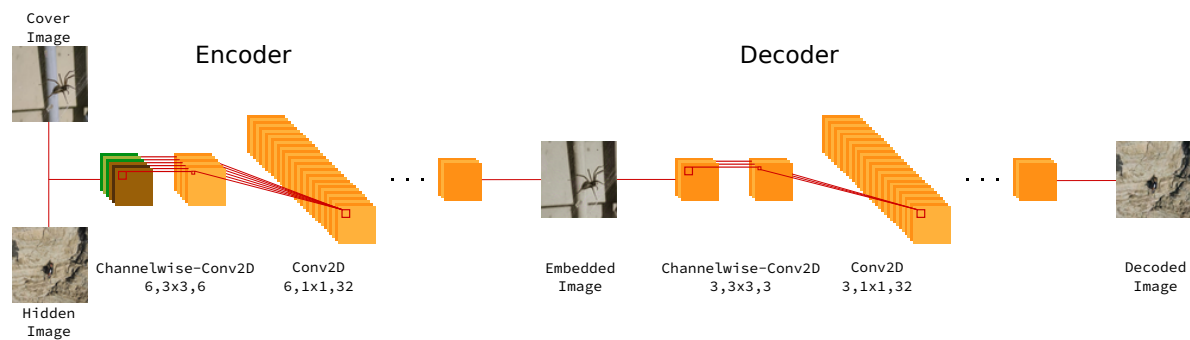 Cover
Image
Encoder
Decoder
Channelwise-Conv2D
6,3x3,6
Conv2D
6,1x1,32
. . .
Embedded
Image
Channelwise-Conv2D
3,3x3,3
Conv2D
3,1x1,32
. . .
Decoded
Image
Hidden
Image